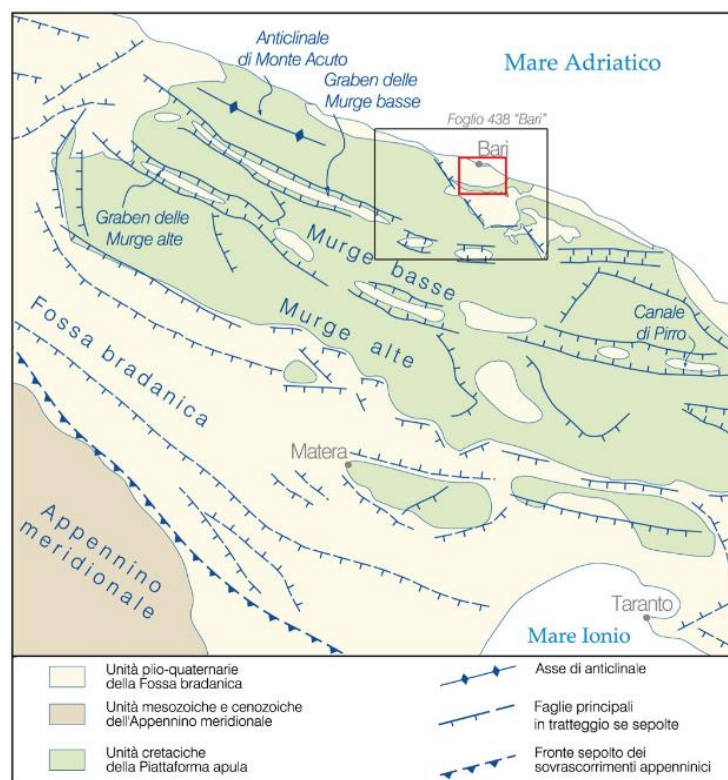 Anticlinale
di Monte Acuto
Mare Adriatico
Graben delle
Murge basse
Foglio 438 "Bari"
Bari
Graben delle
Murge alte
Murge basse
Murge alte
Fossa bradanica
Canale
di Pirro
Matera
Appennino
meridionale
Taranto
Mare Ionio
Unità plio-quaternarie
della Fossa bradanica
Unità mesozoiche e cenozoiche
dell'Appennino meridionale
Unità cretaciche
della Piattaforma apula
Asse di anticlinale
Faglie principali
in tratteggio se sepolte
Fronte sepolto dei
sovrascorrimenti appenninici